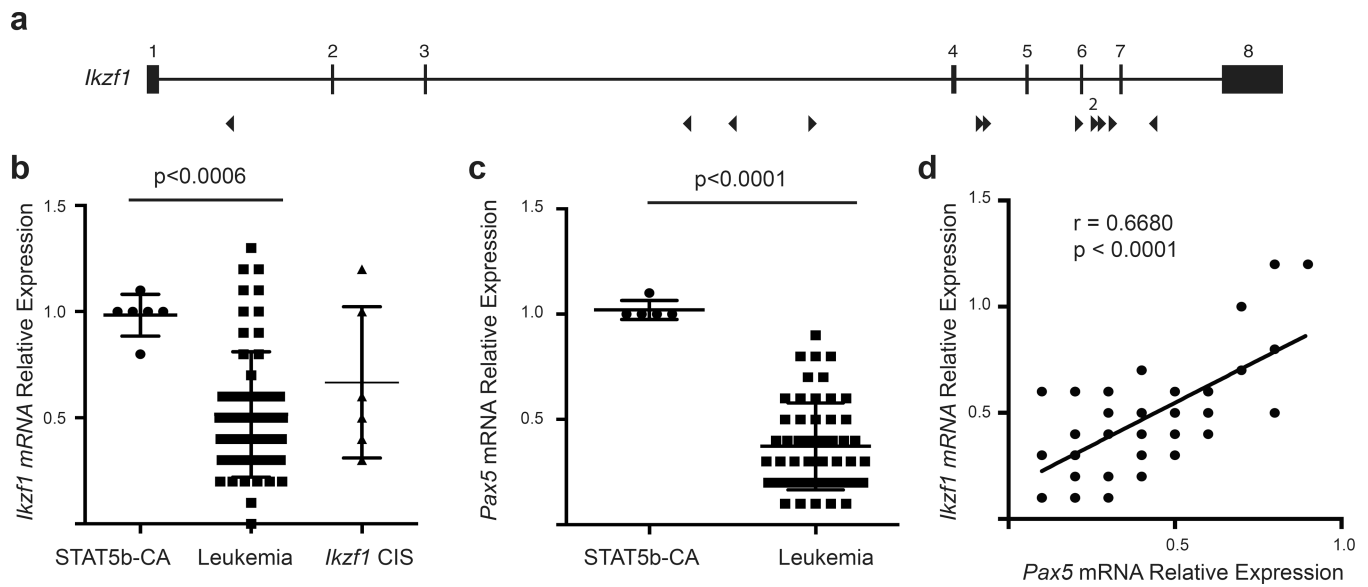 a
1 2 3 4 5 6 7 8
Ikzf1
2
b
p<0.0006
Ikzf1 mRNA Relative Expression
1.5
1.0
0.5
STAT5b-CA Leukemia Ikzf1 CIS
c
p<0.0001
Pax5 mRNA Relative Expression
1.5
1.0
0.5
STAT5b-CA Leukemia
d
r = 0.6680
p < 0.0001
Ikzf1 mRNA Relative Expression
1.5
1.0
0.5
0.5 1.0
Pax5 mRNA Relative Expression